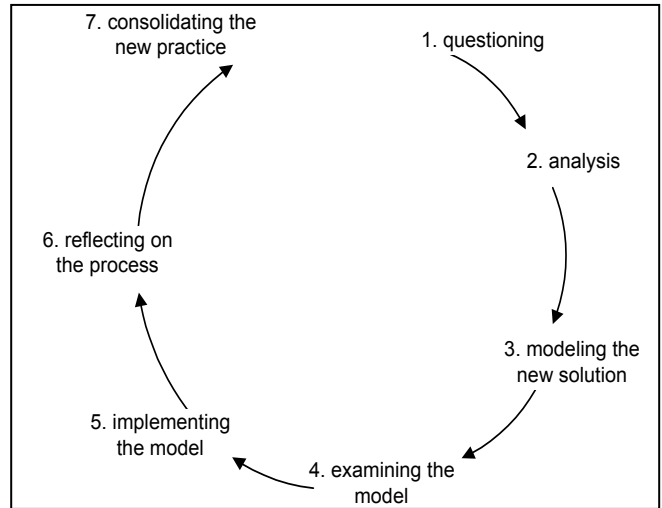 1. questioning
2. analysis
3. modeling the
new solution
4. examining the
model
5. implementing
the model
6. reflecting on
the process
7. consolidating the
new practice